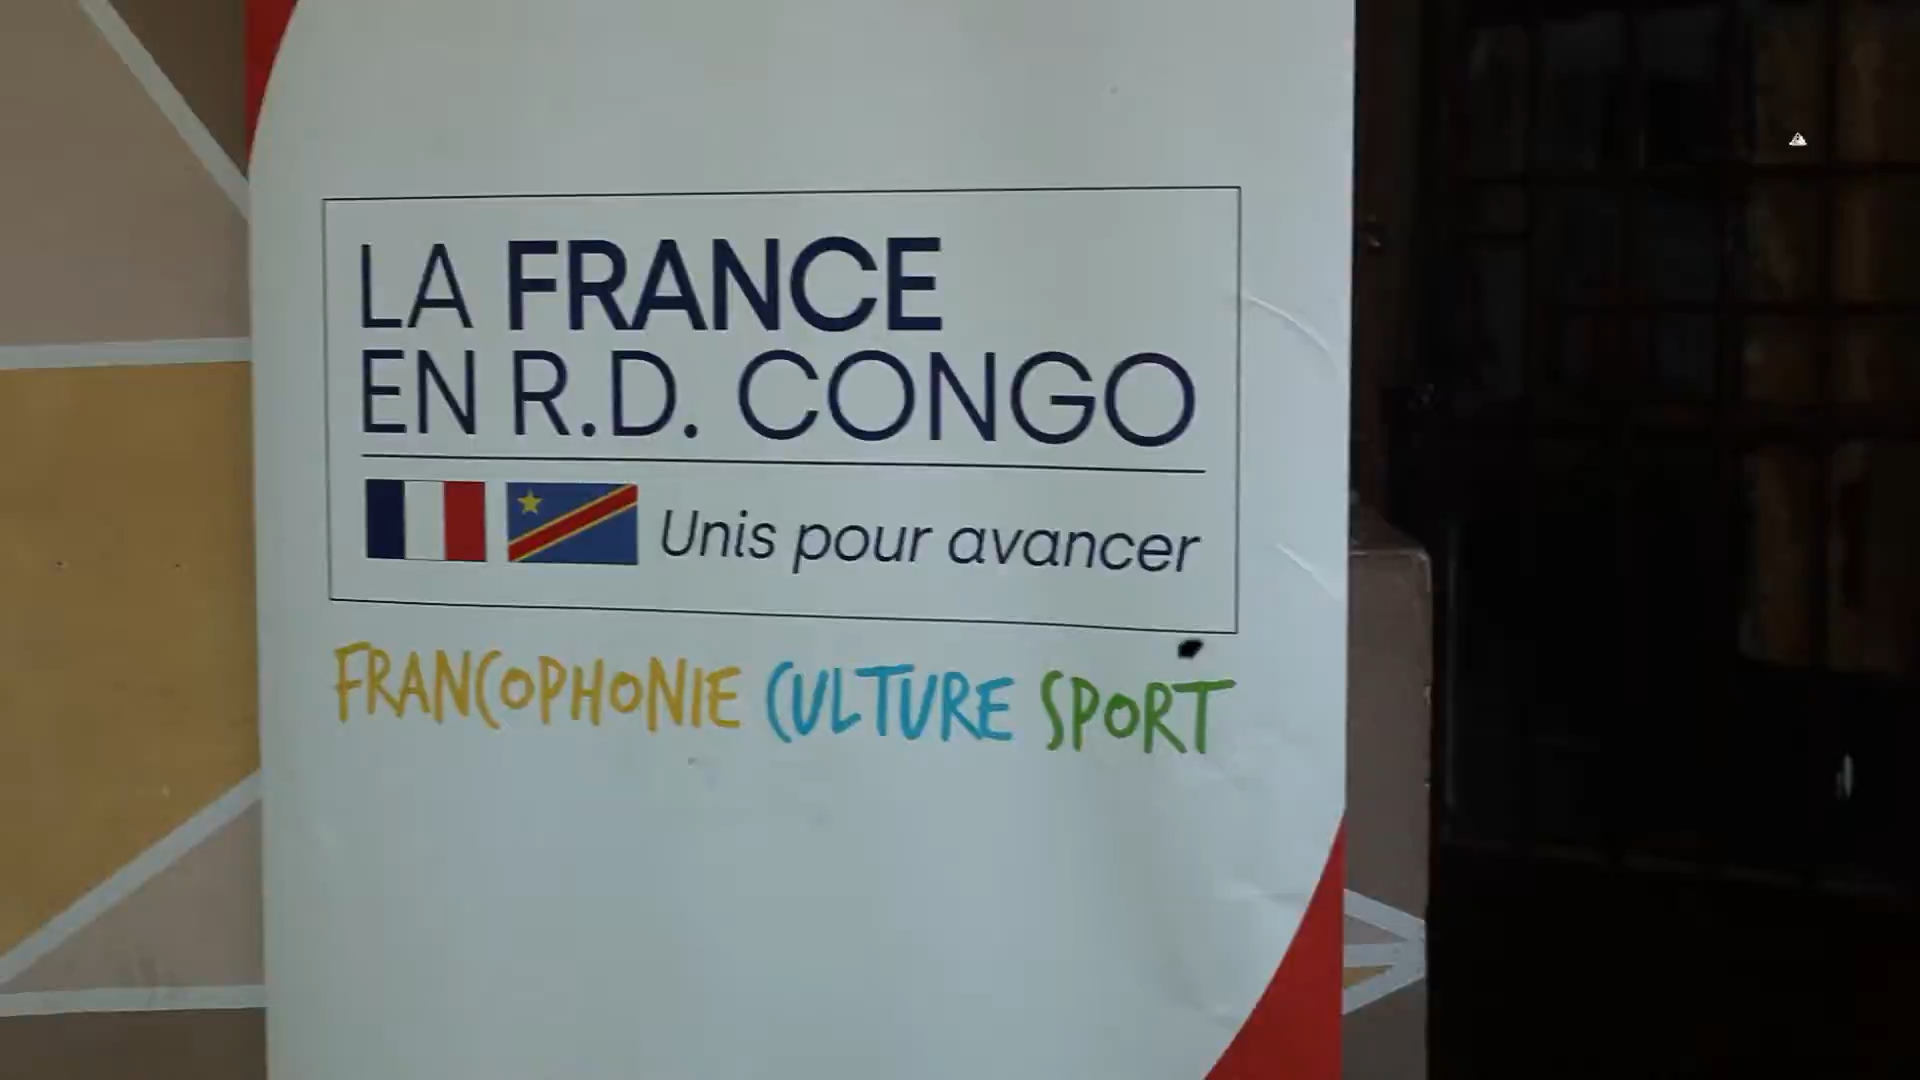 LA FRANCE
EN R.D. CONGO
Unis pour avancer
FRANCOPHONIE CULTURE SPORT